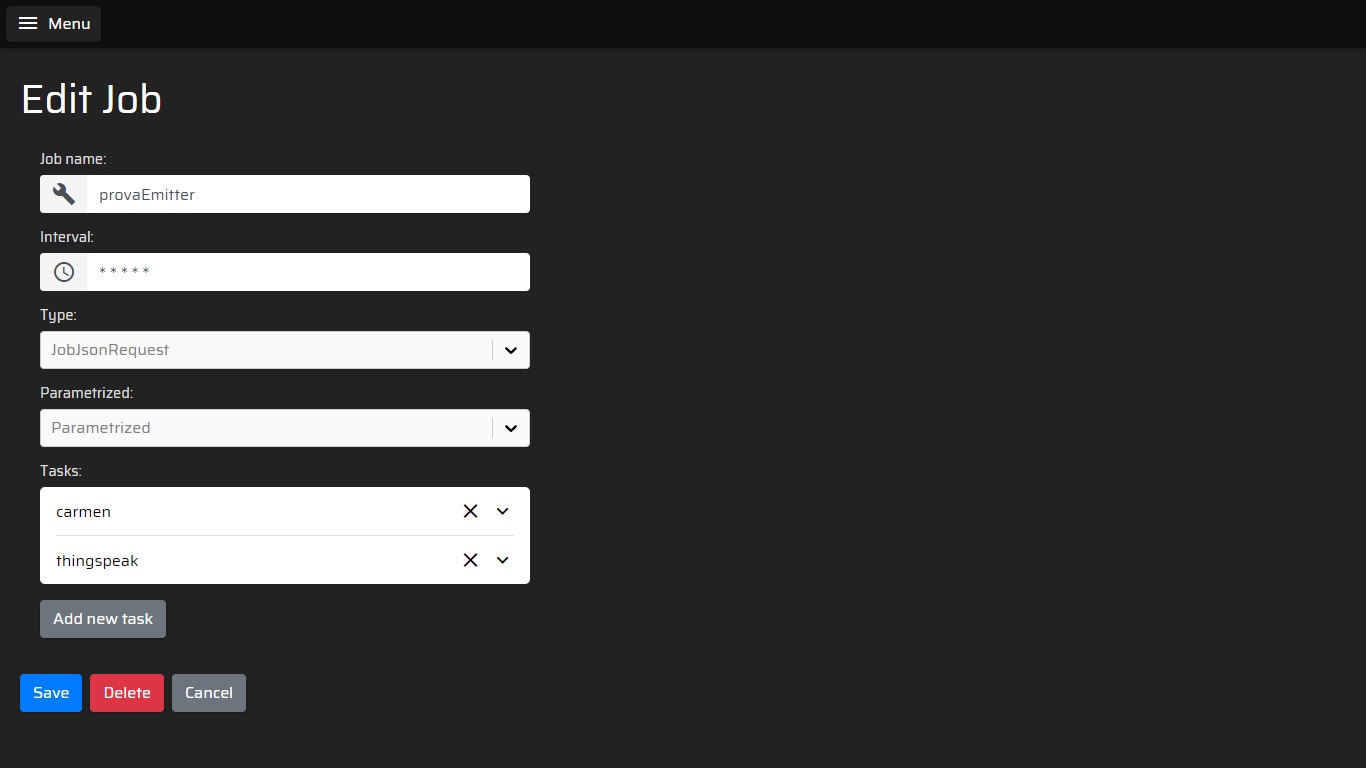 Menu
Edit Job
Job name:
provaEmitter
Interval:
* * * * *
Type:
JobJsonRequest
Parametrized:
Parametrized
Tasks:
carmen
thingspeak
Add new task
Save Delete Cancel